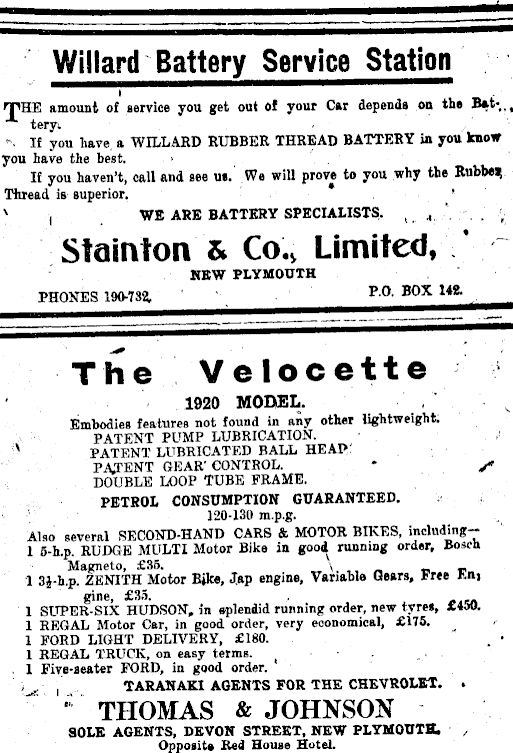 Willard Battery Service Station
THE amount of service you get out of your Car depends on the Bat-
tery.
If you have a WILLARD RUBBER THREAD BATTERY in you know
you have the best.
If you haven't, call and see us. We will prove to you why the Rubber
Thread is superior.
WE ARE BATTERY SPECIALISTS.
Stainton & Co., Limited,
NEW PLYMOUTH
PHONES 190-732,
P.O. BOX 142.
The Velocette
1920 MODEL.
Embodies features not found in any other lightweight.
PATENT PUMP LUBRICATION.
PATENT LUBRICATED BALL HEAD
PATENT GEAR CONTROL.
DOUBLE LOOP TUBE FRAME.
PETROL CONSUMPTION GUARANTEED.
120-130 m.p.g.
Also several SECOND-HAND CARS & MOTOR BIKES, including—
1 5-h.p. RUDGE MULTI Motor Bike in good running order, Bosch
Magneto, £35.
1 3½-h.p. ZENITH Motor Bike, Jap engine, Variable Gears, Free En
gine, £35.
1 SUPER-SIX HUDSON, in splendid running order, new tyres, £450.
1 REGAL Motor Car, in good order, very economical, £175.
1 FORD LIGHT DELIVERY, £180.
1 REGAL TRUCK, on easy terms.
1 Five-seater FORD, in good order.
TARANAKI AGENTS FOR THE CHEVROLET.
THOMAS & JOHNSON
SOLE AGENTS, DEVON STREET, NEW PLYMOUTH.
Opposite Red House Hotel.